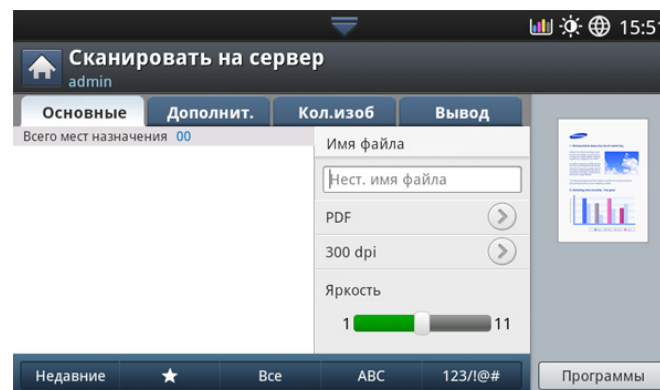 15:51
Сканировать на сервер
admin
Основные
Дополнит.
Кол.изоб
Вывод
Всего мест назначения 00
Имя файла
Нест. имя файла
PDF
300 dpi
Яркость
1
11
Недавние
Все
ABC
123/!@#
Программы